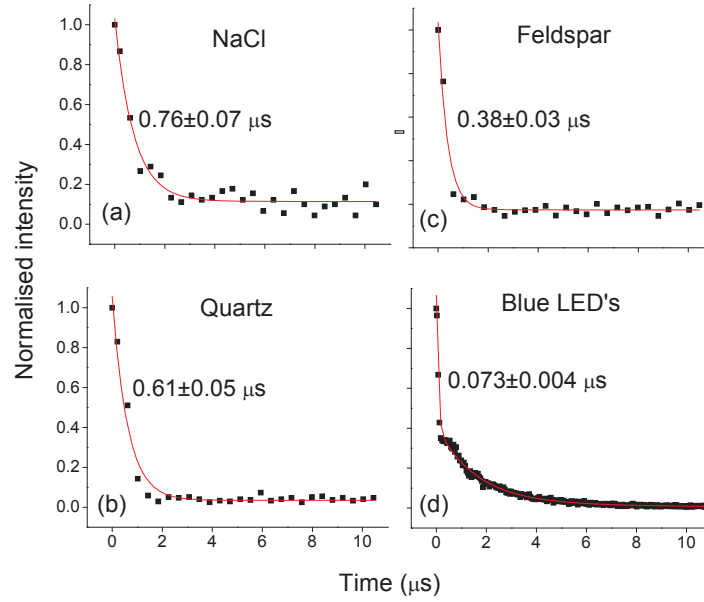 1.0
0.8
0.6
0.4
0.2
0.0
NaCl
0.76±0.07 μs
(a)
Feldspar
0.38±0.03 μs
(c)
Normalised intensity
1.0
0.8
0.6
0.4
0.2
0.0
Quartz
0.61±0.05 μs
(b)
0 2 4 6 8 10
Blue LED's
0.073±0.004 μs
(d)
0 2 4 6 8 10
Time (μs)